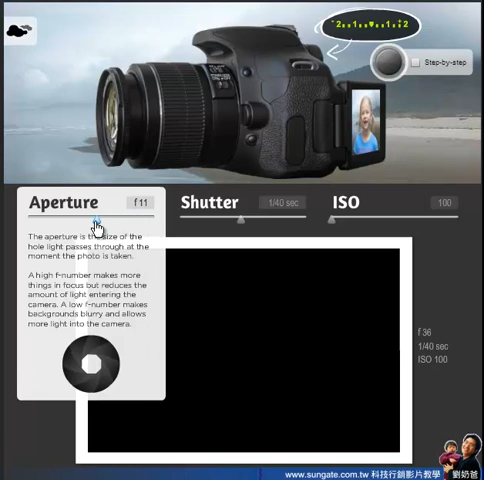 -2..1..▼..1..+2
Step-by-step
Aperture f 11
Shutter 1/40 sec
ISO 100
The aperture is the size of the
hole light passes through at the
moment the photo is taken.
A high f-number makes more
things in focus but reduces the
amount of light entering the
camera. A low f-number makes
backgrounds blurry and allows
more light into the camera.
f 36
1/40 sec
ISO 100
www.sungate.com.tw 科技行銷影片教學 劉奶爸